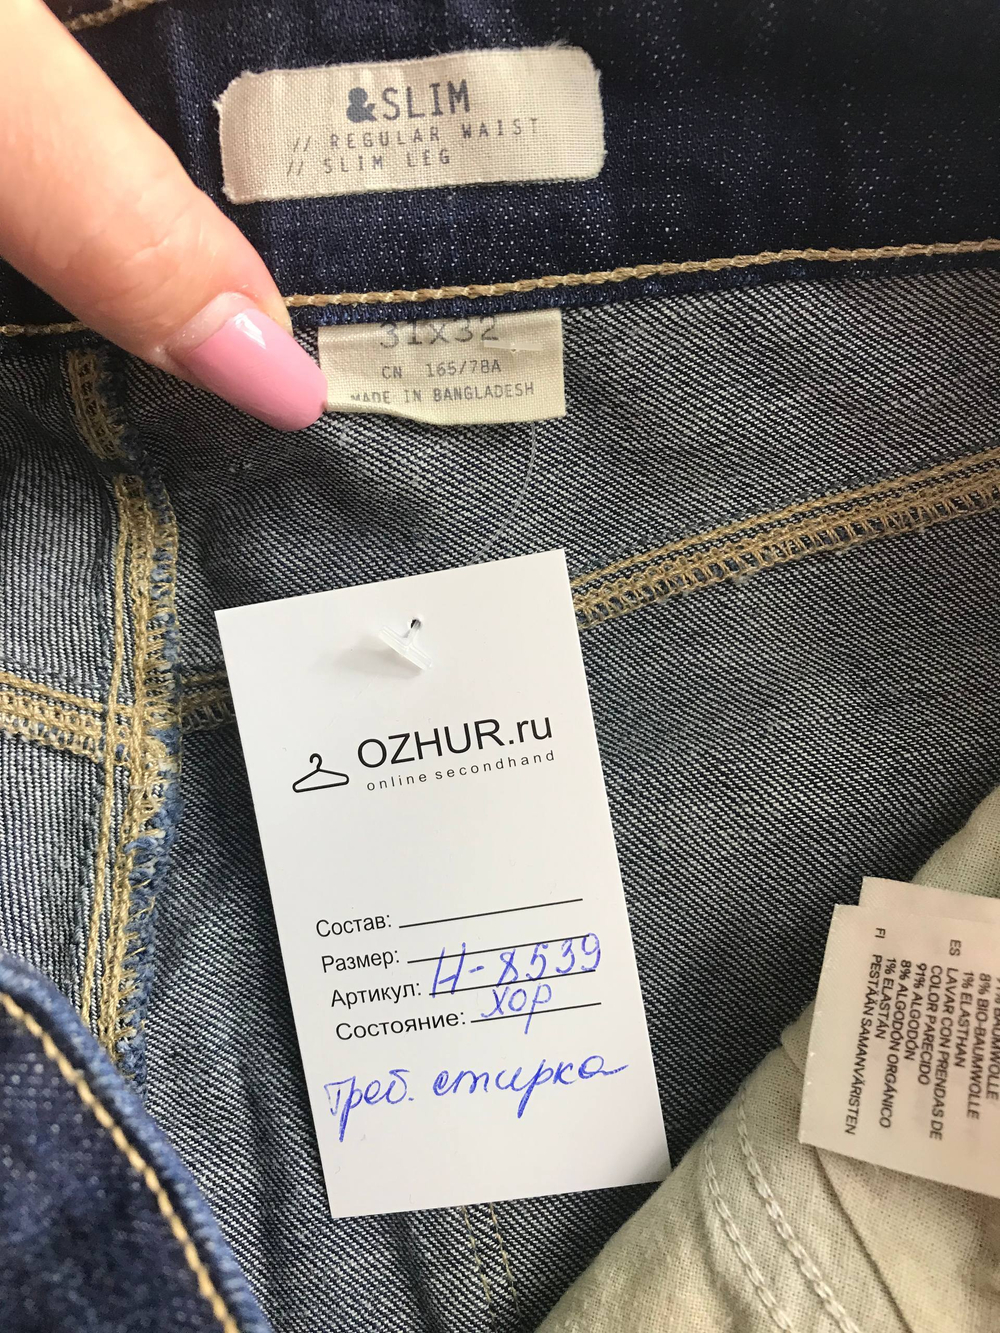 &SLIM
// REGULAR WAIST
// SLIM LEG
31X32
CN 165/78A
MADE IN BANGLADESH
OZHUR.ru
online secondhand
Состав:
Размер:
Артикул: Н-8539
Состояние: хор
Треб. стирка
8% BIO-BAUMWOLLE
1% ELASTHAN
ES LAVAR CON PRENDAS DE
COLOR PARECIDO
91% ALGODÓN
8% ALGODÓN ORGÁNICO
1% ELASTÁN
FI PESTÄÄN SAMANVÄRISTEN